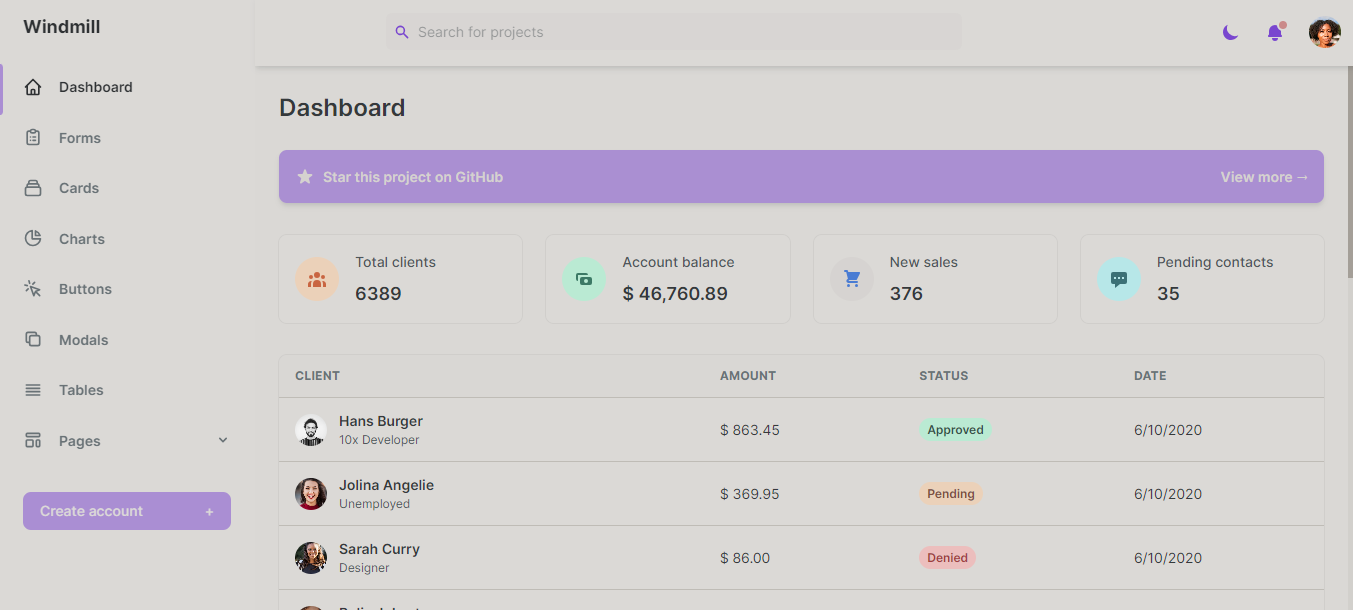 Windmill
Search for projects
Dashboard
Forms
Cards
Charts
Buttons
Modals
Tables
Pages
Create account +
Dashboard
Star this project on GitHub
View more →
Total clients
6389
Account balance
$ 46,760.89
New sales
376
Pending contacts
35
CLIENT AMOUNT STATUS DATE
Hans Burger
10x Developer
$ 863.45 Approved 6/10/2020
Jolina Angelie
Unemployed
$ 369.95 Pending 6/10/2020
Sarah Curry
Designer
$ 86.00 Denied 6/10/2020